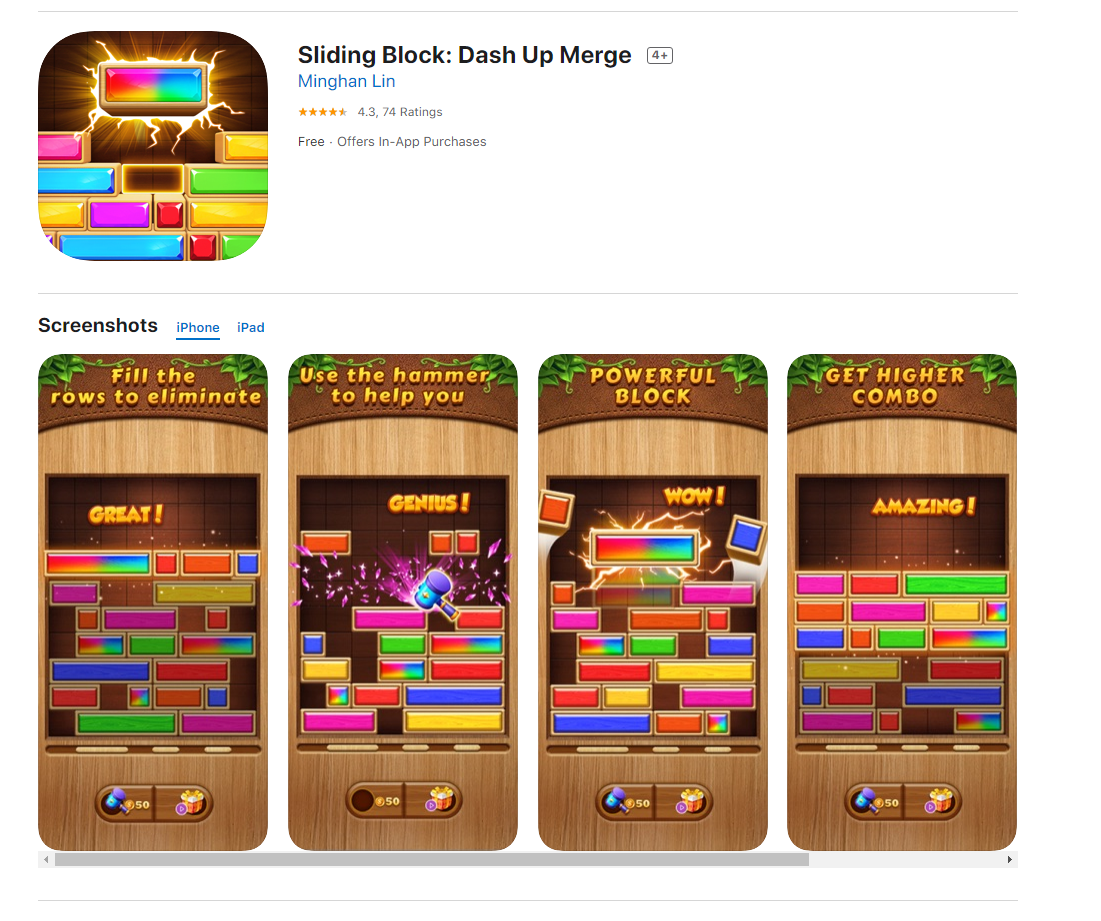 Sliding Block: Dash Up Merge 4+
Minghan Lin
4.3, 74 Ratings
Free · Offers In-App Purchases
Screenshots iPhone iPad
Fill the
rows to eliminate
GREAT!
50
Use the hammer
to help you
GENIUS!
50
POWERFUL
BLOCK
WOW!
50
GET HIGHER
COMBO
AMAZING!
50